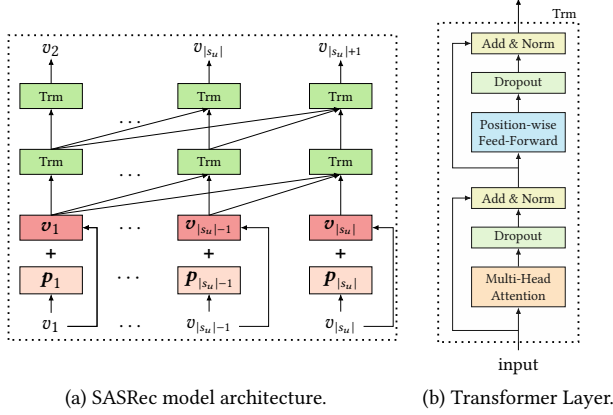 v₂ v|sᵤ| v|sᵤ|+1
Trm ... Trm Trm
Trm ... Trm Trm
v₁ ... v|sᵤ|−1 v|sᵤ|
+ + +
p₁ ... p|sᵤ|−1 p|sᵤ|
v₁ ... v|sᵤ|−1 v|sᵤ|
(a) SASRec model architecture.
Trm
Add & Norm
Dropout
Position-wise
Feed-Forward
Add & Norm
Dropout
Multi-Head
Attention
input
(b) Transformer Layer.